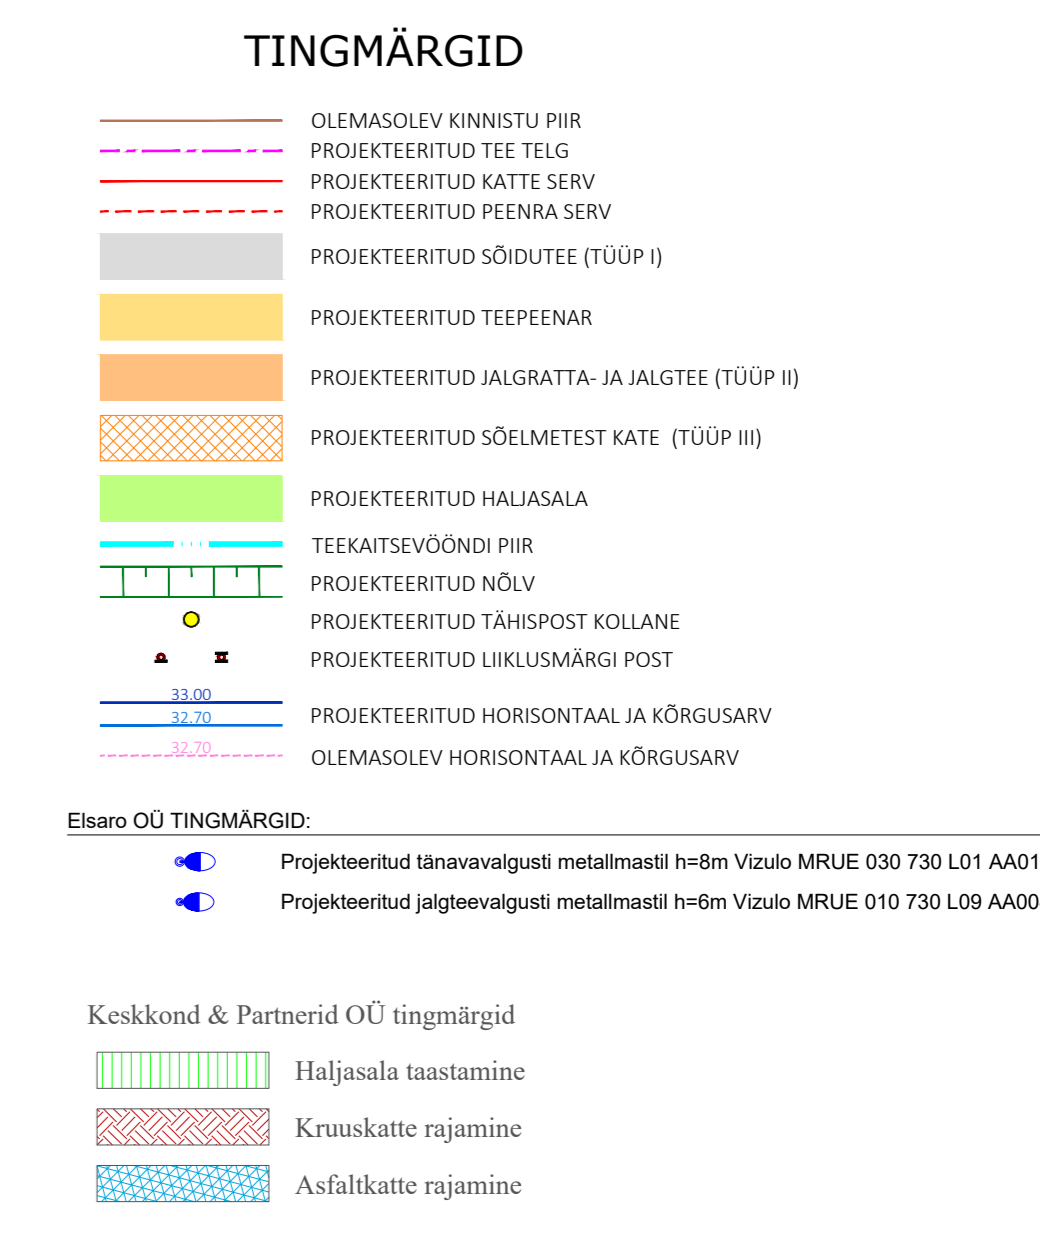 TINGMÄRGID
OLEMASOLEV KINNISTU PIIR
PROJEKTEERITUD TEE TELG
PROJEKTEERITUD KATTE SERV
PROJEKTEERITUD PEENRA SERV
PROJEKTEERITUD SÕIDUTEE (TÜÜP I)
PROJEKTEERITUD TEEPEENAR
PROJEKTEERITUD JALGRATTA- JA JALGTEE (TÜÜP II)
PROJEKTEERITUD SÕELMETEST KATE (TÜÜP III)
PROJEKTEERITUD HALJASALA
TEEKAITSEVÖÖNDI PIIR
PROJEKTEERITUD NÕLV
PROJEKTEERITUD TÄHISPOST KOLLANE
PROJEKTEERITUD LIIKLUSMÄRGI POST
33.00
32.70
PROJEKTEERITUD HORISONTAAL JA KÕRGUSARV
32.70
OLEMASOLEV HORISONTAAL JA KÕRGUSARV
Elsaro OÜ TINGMÄRGID:
Projekteeritud tänavavalgusti metallmastil h=8m Vizulo MRUE 030 730 L01 AA01
Projekteeritud jalgteevalgusti metallmastil h=6m Vizulo MRUE 010 730 L09 AA00
Keskkond & Partnerid OÜ tingmärgid
Haljasala taastamine
Kruuskatte rajamine
Asfaltkatte rajamine